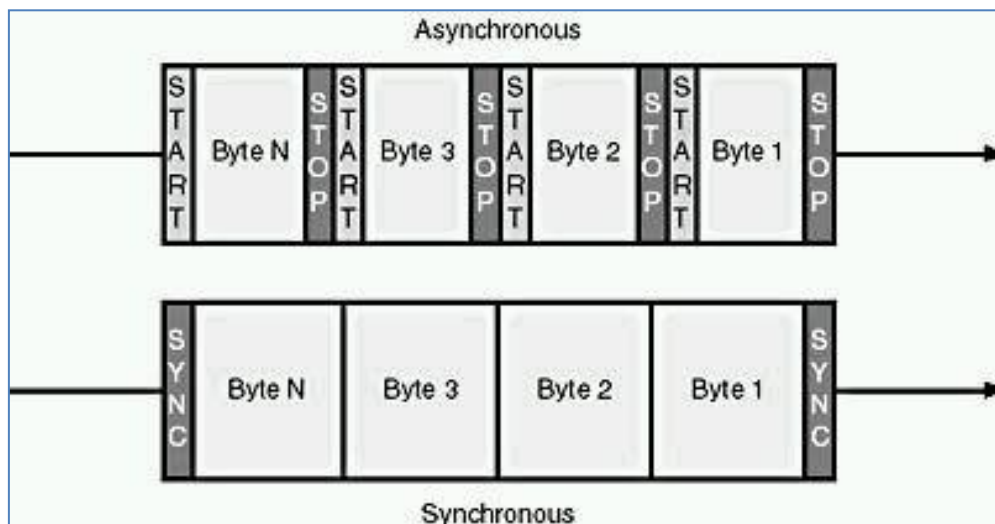 Asynchronous
START Byte N STOP START Byte 3 STOP START Byte 2 STOP START Byte 1 STOP
SYNC Byte N Byte 3 Byte 2 Byte 1 SYNC
Synchronous